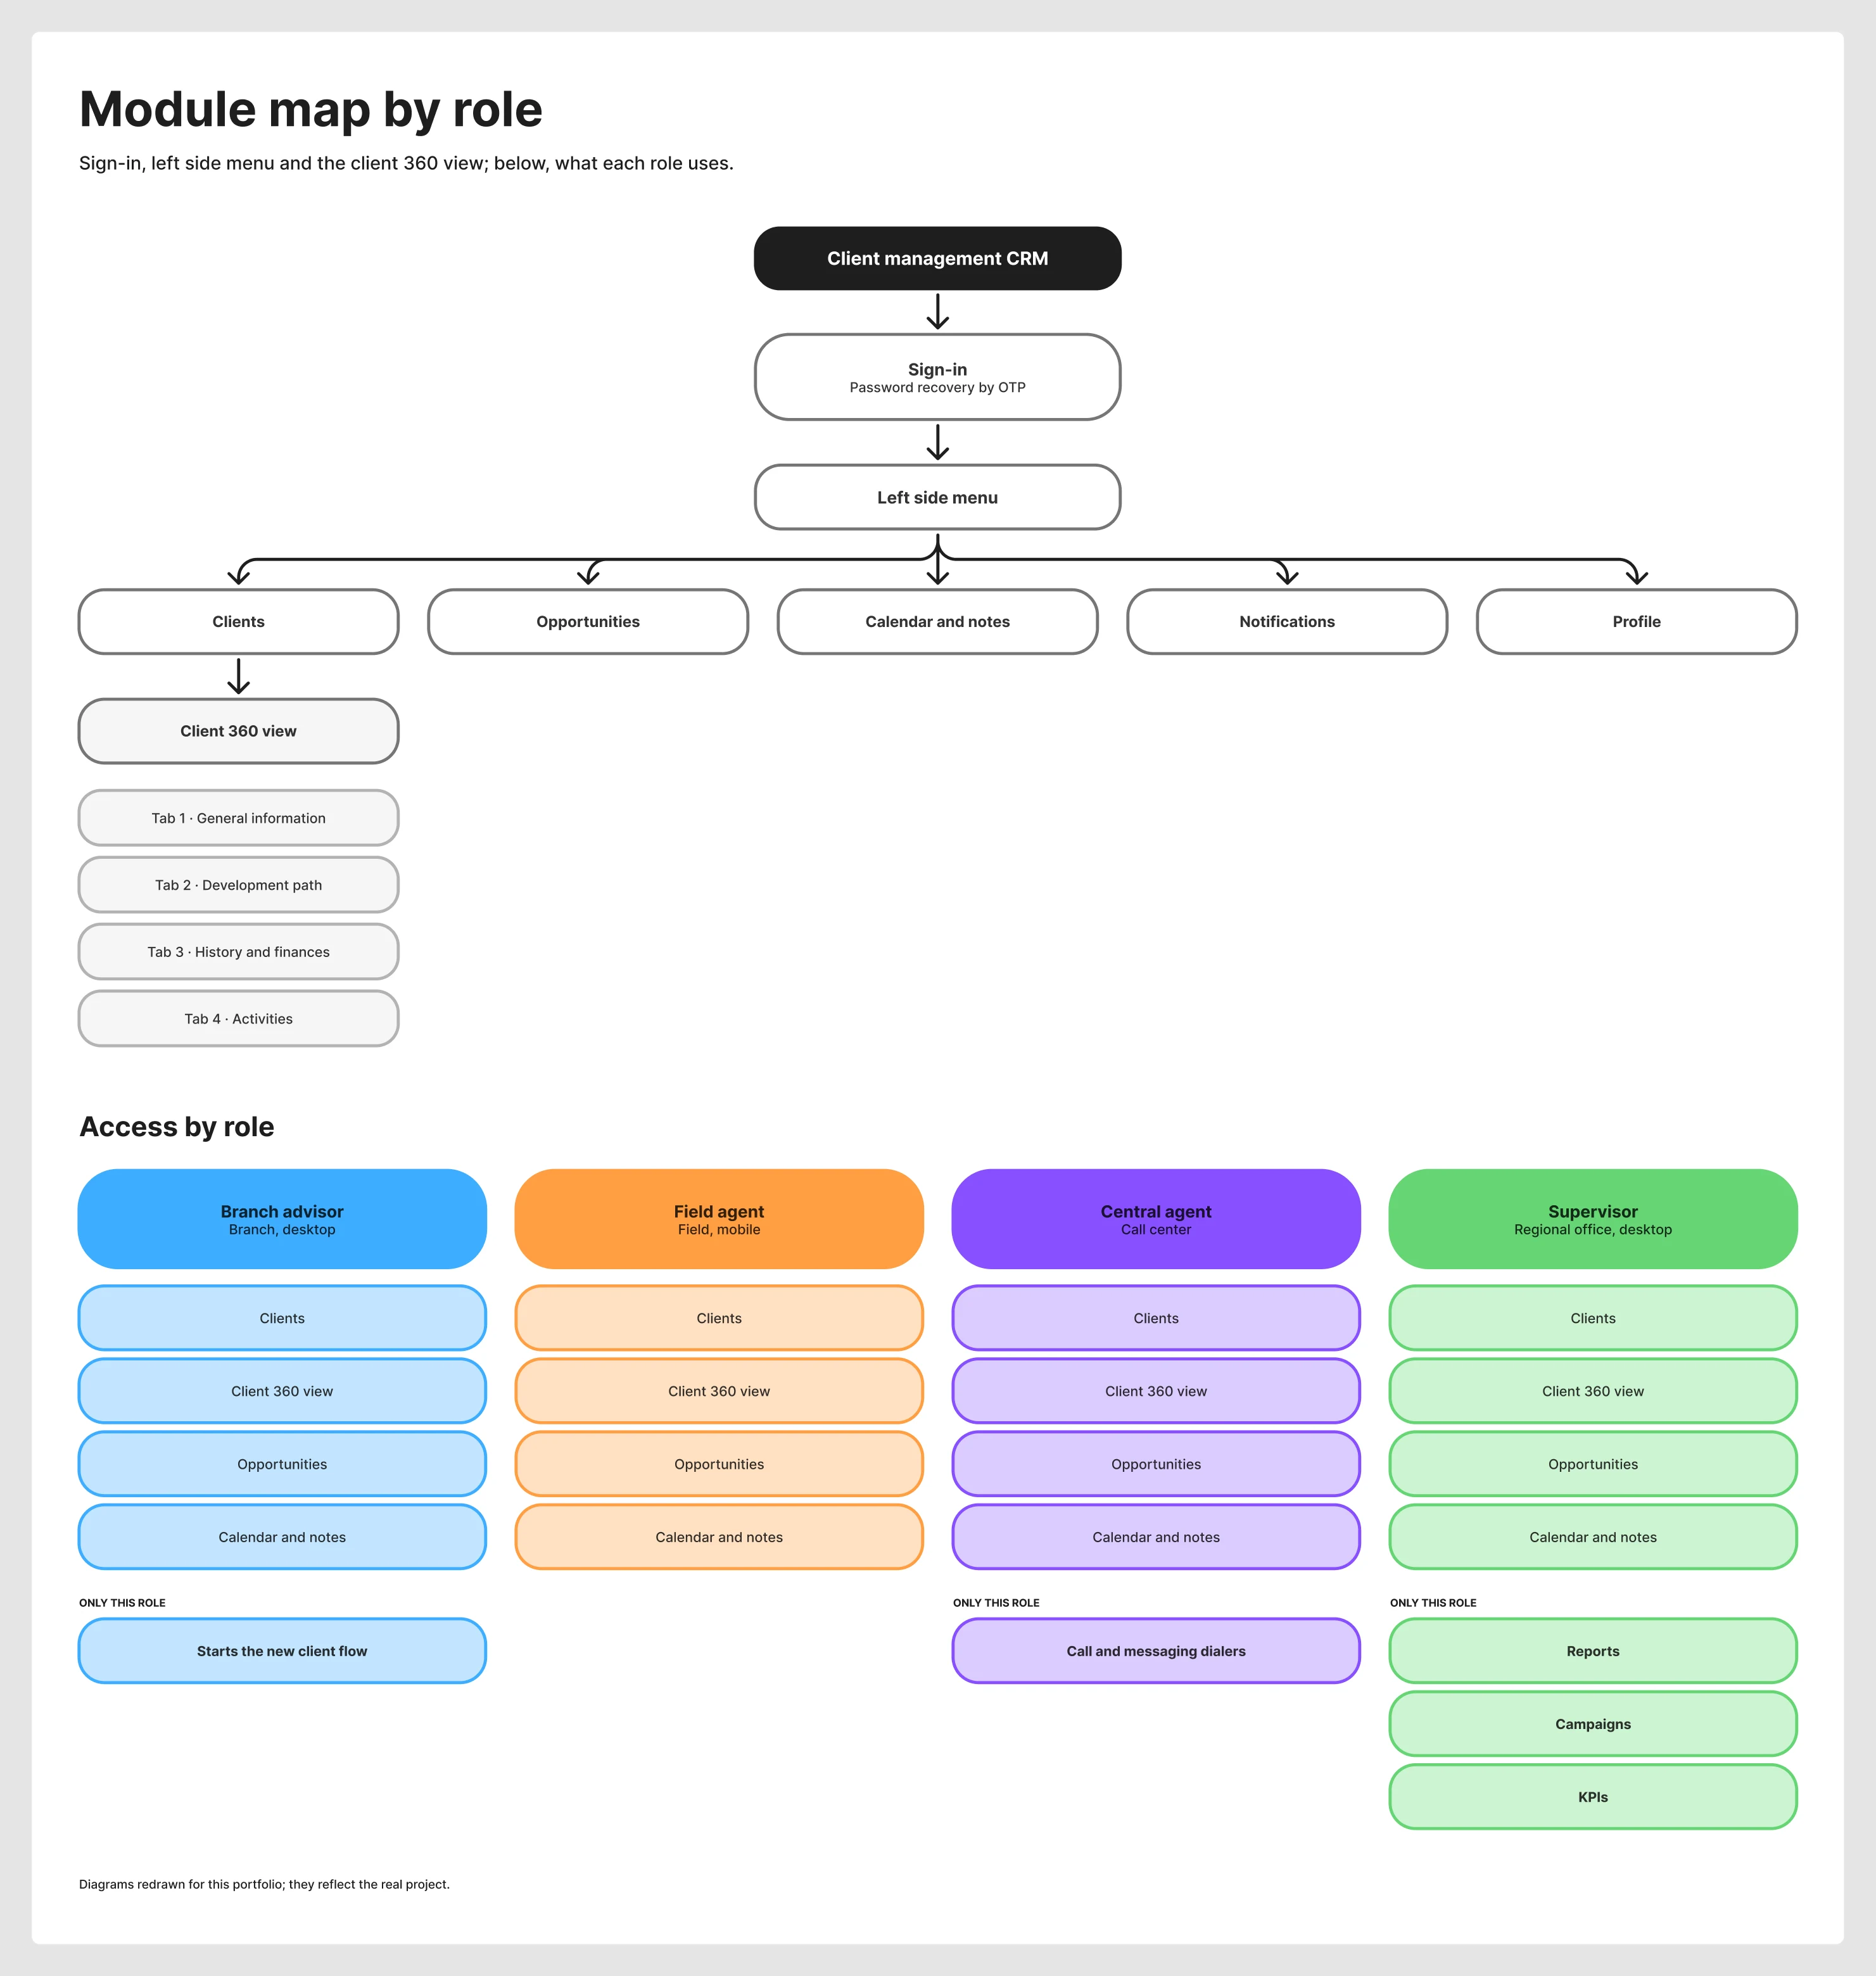 Module map by role
Sign-in, left side menu and the client 360 view; below, what each role uses.
Client management CRM
Sign-in
Password recovery by OTP
Left side menu
Clients
Opportunities
Calendar and notes
Notifications
Profile
Client 360 view
Tab 1 · General information
Tab 2 · Development path
Tab 3 · History and finances
Tab 4 · Activities
Access by role
Branch advisor
Branch, desktop
Clients
Client 360 view
Opportunities
Calendar and notes
ONLY THIS ROLE
Starts the new client flow
Field agent
Field, mobile
Clients
Client 360 view
Opportunities
Calendar and notes
Central agent
Call center
Clients
Client 360 view
Opportunities
Calendar and notes
ONLY THIS ROLE
Call and messaging dialers
Supervisor
Regional office, desktop
Clients
Client 360 view
Opportunities
Calendar and notes
ONLY THIS ROLE
Reports
Campaigns
KPIs
Diagrams redrawn for this portfolio; they reflect the real project.